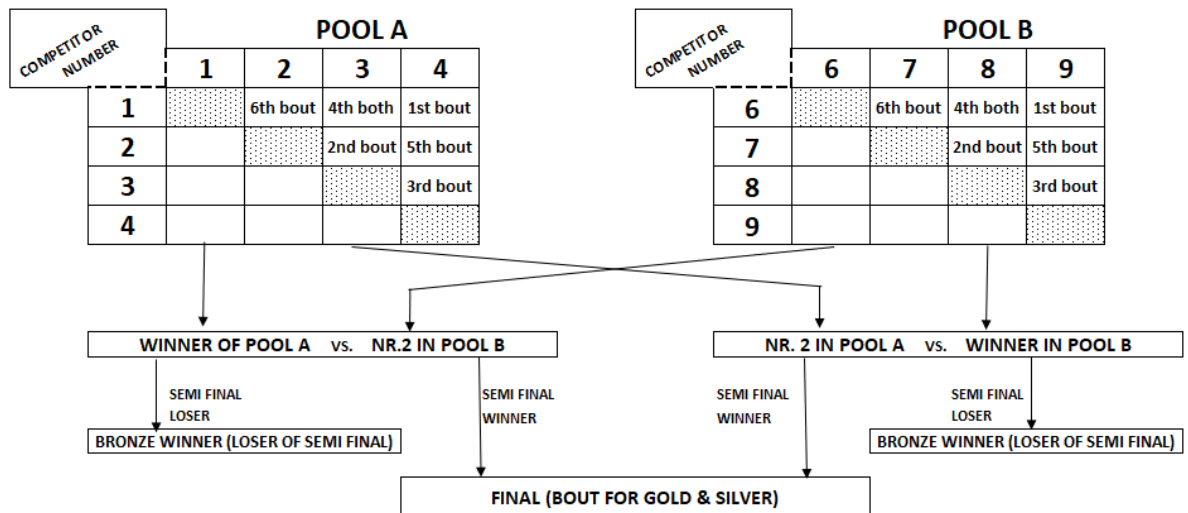 COMPETITOR
NUMBER
POOL A
1 2 3 4
1 6th bout 4th both 1st bout
2 2nd bout 5th bout
3 3rd bout
4
COMPETITOR
NUMBER
POOL B
6 7 8 9
6 6th bout 4th both 1st bout
7 2nd bout 5th bout
8 3rd bout
9
WINNER OF POOL A vs. NR.2 IN POOL B
NR. 2 IN POOL A vs. WINNER IN POOL B
SEMI FINAL
LOSER
SEMI FINAL
WINNER
SEMI FINAL
WINNER
SEMI FINAL
LOSER
BRONZE WINNER (LOSER OF SEMI FINAL)
BRONZE WINNER (LOSER OF SEMI FINAL)
FINAL (BOUT FOR GOLD & SILVER)